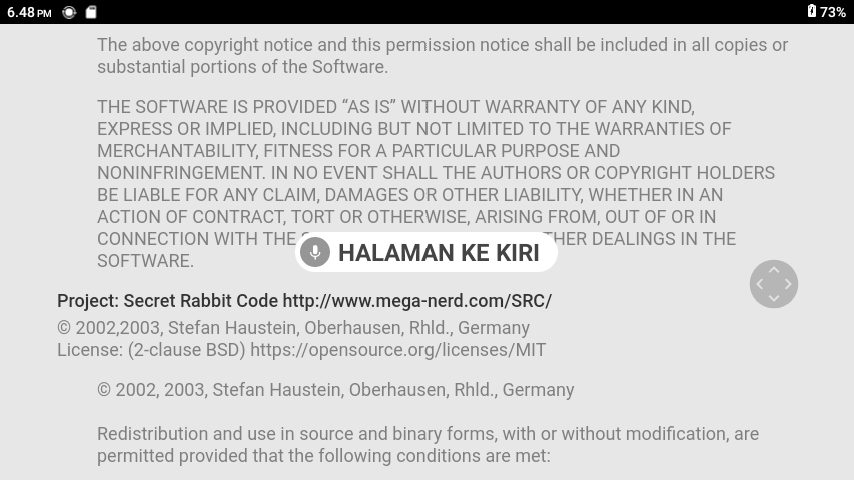 6.48 PM
73%
The above copyright notice and this permission notice shall be included in all copies or
substantial portions of the Software.
THE SOFTWARE IS PROVIDED “AS IS” WITHOUT WARRANTY OF ANY KIND,
EXPRESS OR IMPLIED, INCLUDING BUT NOT LIMITED TO THE WARRANTIES OF
MERCHANTABILITY, FITNESS FOR A PARTICULAR PURPOSE AND
NONINFRINGEMENT. IN NO EVENT SHALL THE AUTHORS OR COPYRIGHT HOLDERS
BE LIABLE FOR ANY CLAIM, DAMAGES OR OTHER LIABILITY, WHETHER IN AN
ACTION OF CONTRACT, TORT OR OTHERWISE, ARISING FROM, OUT OF OR IN
CONNECTION WITH THE DEALINGS IN THE
HALAMAN KE KIRI
SOFTWARE.
Project: Secret Rabbit Code http://www.mega-nerd.com/SRC/
© 2002,2003, Stefan Haustein, Oberhausen, Rhld., Germany
License: (2-clause BSD) https://opensource.org/licenses/MIT
© 2002, 2003, Stefan Haustein, Oberhausen, Rhld., Germany
Redistribution and use in source and binary forms, with or without modification, are
permitted provided that the following conditions are met: